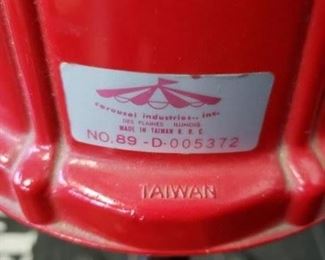 carousel industries, inc.
DES PLAINES - ILLINOIS
MADE IN TAIWAN R. O. C.
NO. 89 -D- 005372
TAIWAN